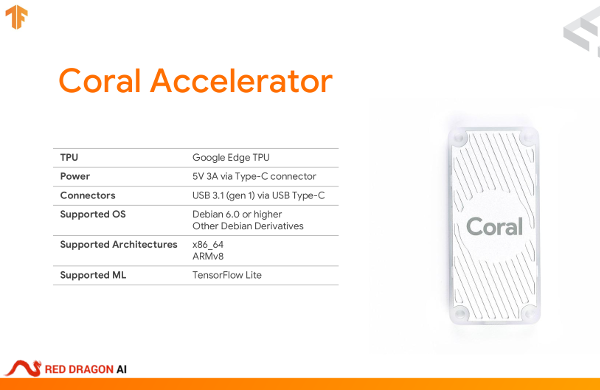 Coral Accelerator
TPU Google Edge TPU
Power 5V 3A via Type-C connector
Connectors USB 3.1 (gen 1) via USB Type-C
Supported OS Debian 6.0 or higher
Other Debian Derivatives
Supported Architectures x86_64
ARMv8
Supported ML TensorFlow Lite
Coral
RED DRAGON AI